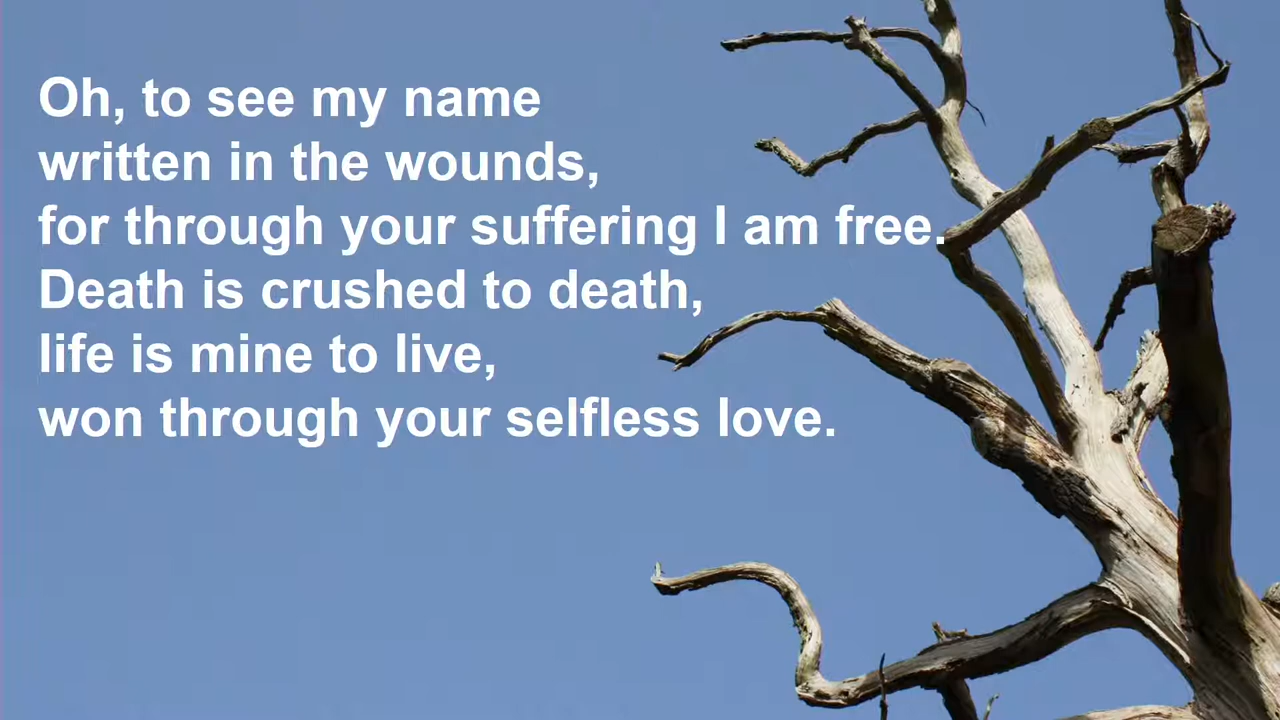 Oh, to see my name
written in the wounds,
for through your suffering I am free.
Death is crushed to death,
life is mine to live,
won through your selfless love.